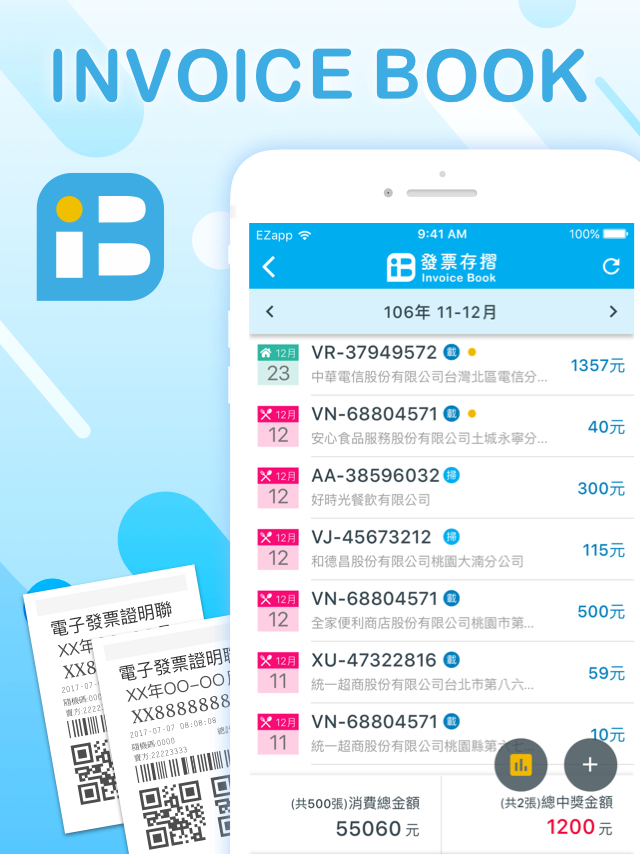 INVOICE BOOK
iB
EZapp 9:41 AM 100%
iB 發票存摺
Invoice Book
106年 11-12月
12月 VR-37949572 載 1357元
23 中華電信股份有限公司台灣北區電信分...
12月 VN-68804571 載 40元
12 安心食品服務股份有限公司土城永寧分...
12月 AA-38596032 掃 300元
12 好時光餐飲有限公司
12月 VJ-45673212 掃 115元
12 和德昌股份有限公司桃園大湳分公司
12月 VN-68804571 載 500元
12 全家便利商店股份有限公司桃園市第...
12月 XU-47322816 載 59元
11 統一超商股份有限公司台北市第八六...
12月 VN-68804571 載 10元
11 統一超商股份有限公司桃園縣第六七
(共500張)消費總金額 (共2張)總中獎金額
55060 元 1200 元
電子發票證明聯
XX年
XX8
2017-07-
隨機碼:000
賣方:2222
電子發票證明聯
XX年OO-OO月
XX88888888
2017-07-07 08:08:08
隨機碼:0000
賣方:22223333